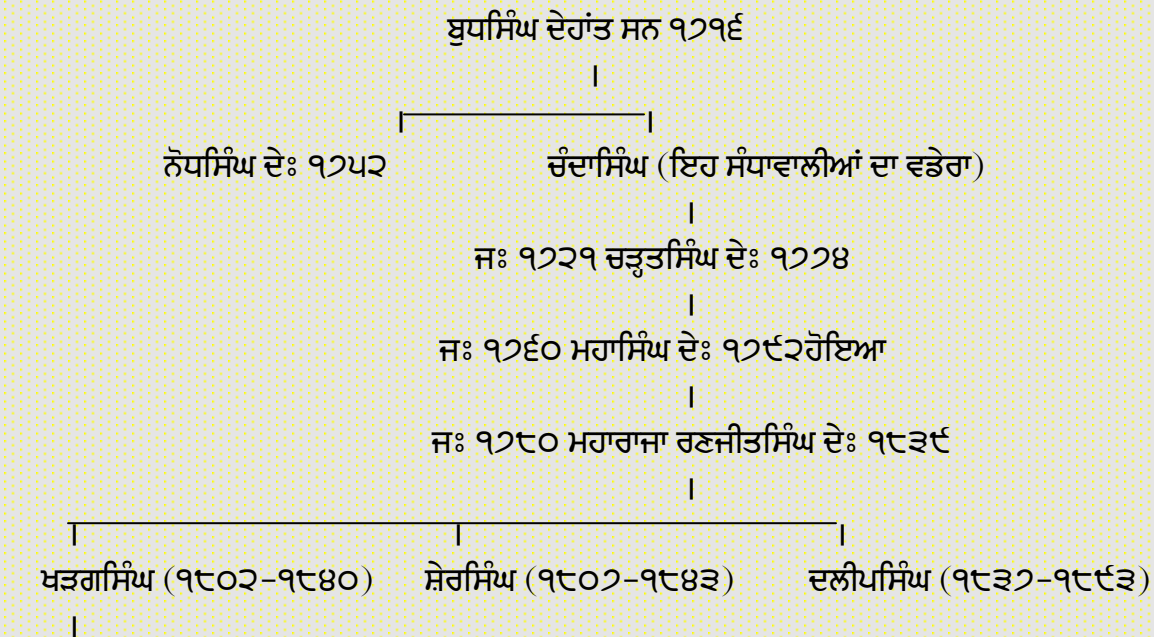 ਬੁਧਸਿੰਘ ਦੇਹਾਂਤ ਸਨ ੧੭੧੬
ਨੋਧਸਿੰਘ ਦੇਃ ੧੭੫੨ ਚੰਦਾਸਿੰਘ (ਇਹ ਸੰਧਾਵਾਲੀਆਂ ਦਾ ਵਡੇਰਾ)
ਜਃ ੧੭੨੧ ਚੜ੍ਹਤਸਿੰਘ ਦੇਃ ੧੭੭੪
ਜਃ ੧੭੬੦ ਮਹਾਸਿੰਘ ਦੇਃ ੧੭੯੨ਹੋਇਆ
ਜਃ ੧੭੮੦ ਮਹਾਰਾਜਾ ਰਣਜੀਤਸਿੰਘ ਦੇਃ ੧੮੩੯
ਖੜਗਸਿੰਘ (੧੮੦੨-੧੮੪੦) ਸ਼ੇਰਸਿੰਘ (੧੮੦੭-੧੮੪੩) ਦਲੀਪਸਿੰਘ (੧੮੩੭-੧੮੯੩)